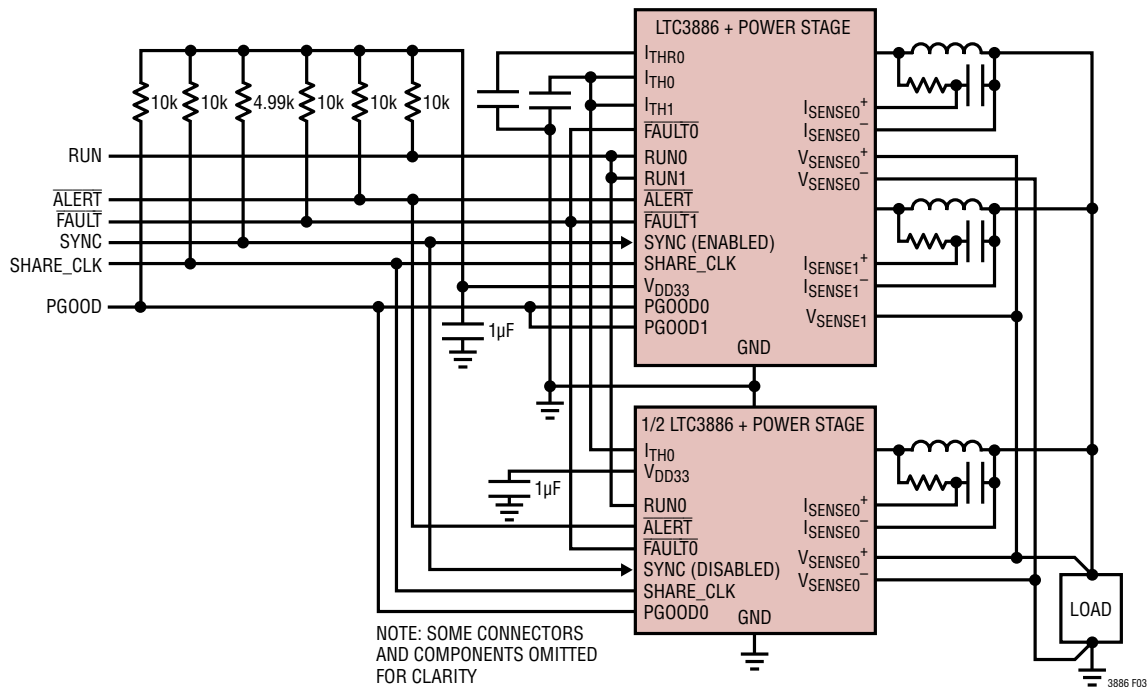 LTC3886 + POWER STAGE
10k
10k
4.99k
10k
10k
10k
RUN
ALERT
FAULT
SYNC
SHARE_CLK
PGOOD
1µF
ITHR0
ITH0
ITH1
FAULT0
RUN0
RUN1
ALERT
FAULT1
SYNC (ENABLED)
SHARE_CLK
VDD33
PGOOD0
PGOOD1
GND
ISENSE0+
ISENSE0–
VSENSE0+
VSENSE0–
ISENSE1+
ISENSE1–
VSENSE1
1/2 LTC3886 + POWER STAGE
ITH0
VDD33
1µF
RUN0
ALERT
FAULT0
SYNC (DISABLED)
SHARE_CLK
PGOOD0
GND
ISENSE0+
ISENSE0–
VSENSE0+
VSENSE0–
LOAD
NOTE: SOME CONNECTORS
AND COMPONENTS OMITTED
FOR CLARITY
3886 F03